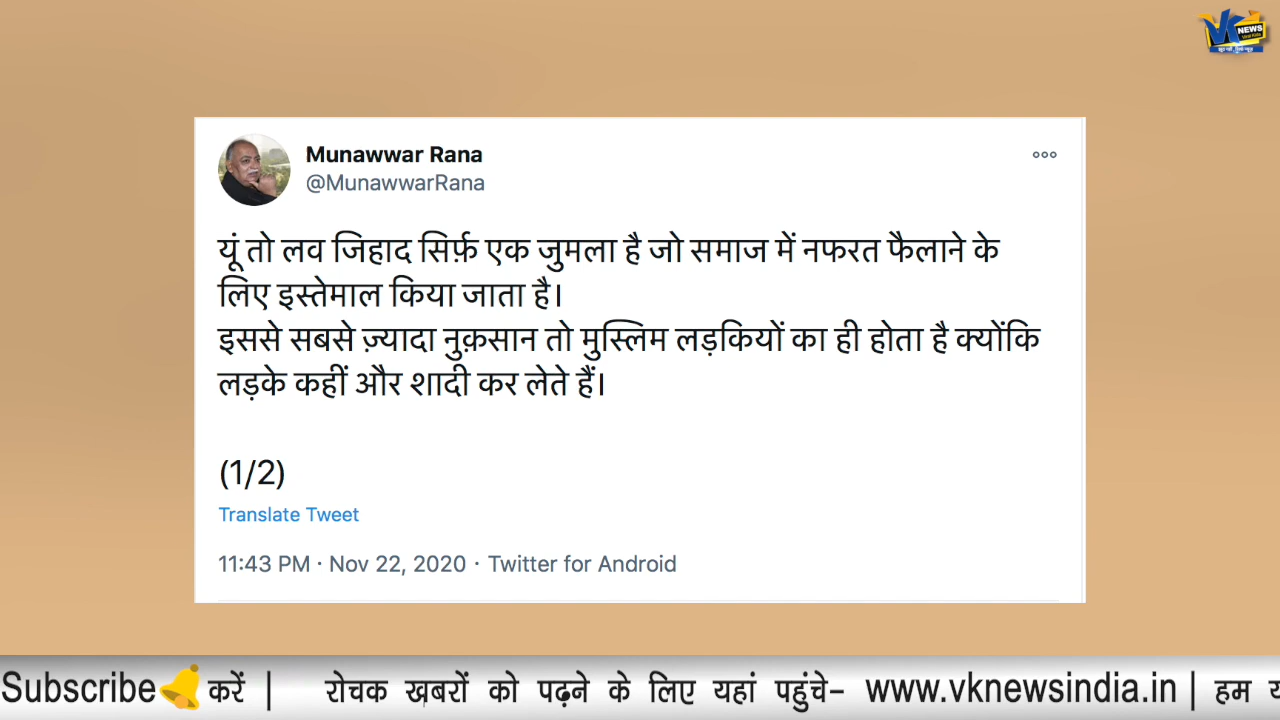 VK NEWS
Munawwar Rana
@MunawwarRana
यूं तो लव जिहाद सिर्फ़ एक जुमला है जो समाज में नफरत फैलाने के
लिए इस्तेमाल किया जाता है।
इससे सबसे ज़्यादा नुक़सान तो मुस्लिम लड़कियों का ही होता है क्योंकि
लड़के कहीं और शादी कर लेते हैं।
(1/2)
Translate Tweet
11:43 PM · Nov 22, 2020 · Twitter for Android
Subscribe करें | रोचक ख़बरों को पढ़ने के लिए यहां पहुंचे- www.vknewsindia.in | हम